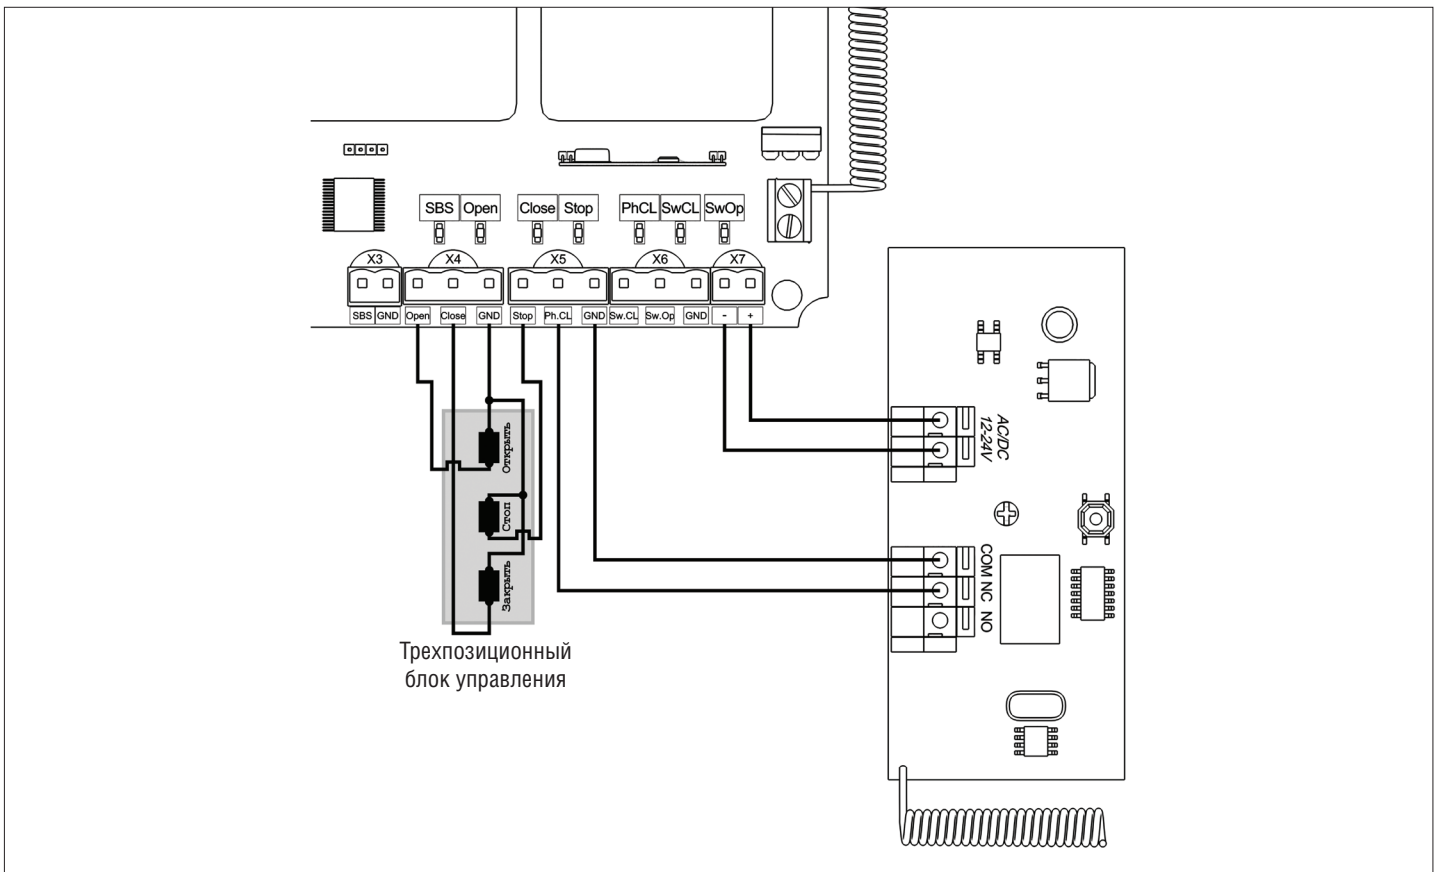 SBS Open Close Stop PhCL SwCL SwOp
X3 X4 X5 X6 X7
SBS GND Open Close GND Stop Ph.CL GND Sw.CL Sw.Op GND - +
AC/DC
12-24V
Открыть
Стоп
Закрыть
COM NC NO
Трехпозиционный
блок управления